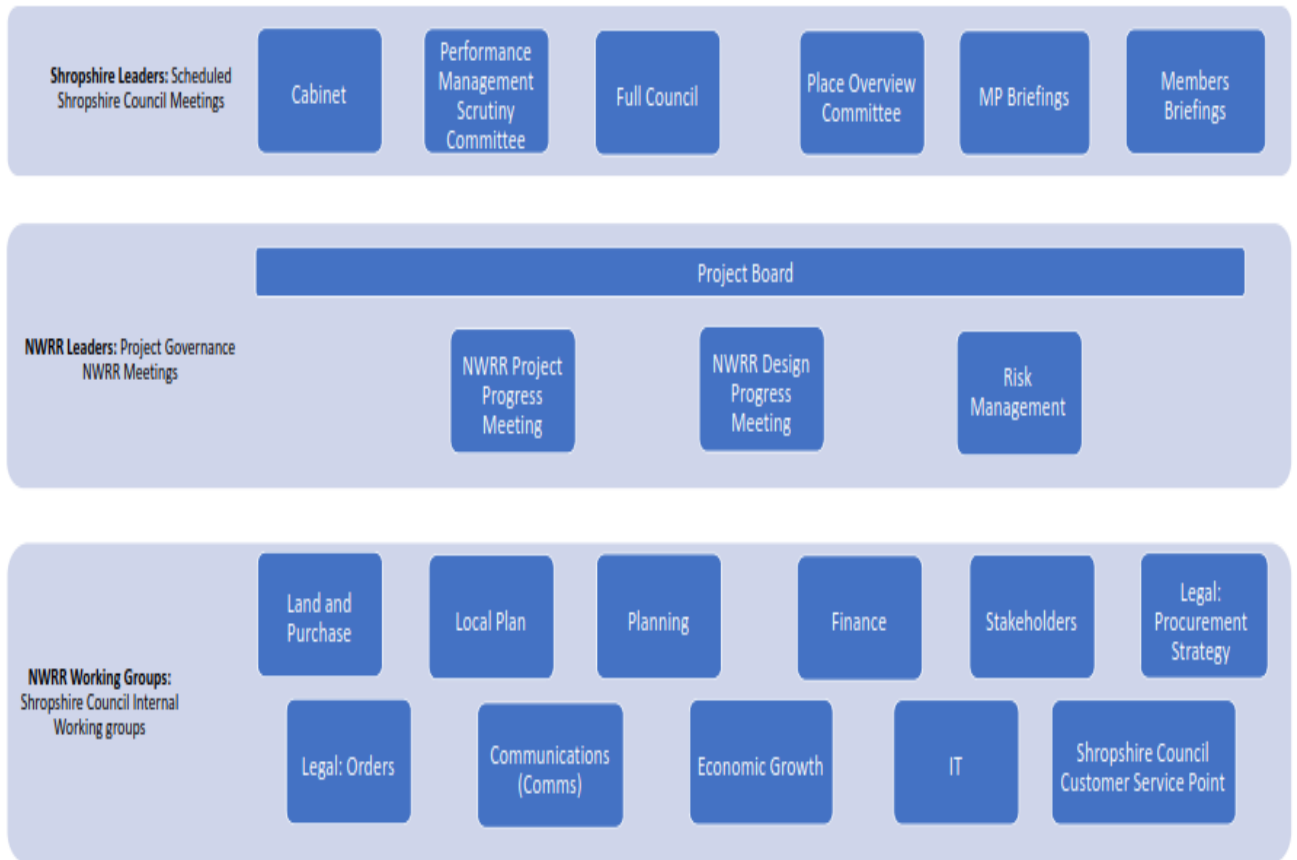 Shropshire Leaders: Scheduled
Shropshire Council Meetings
Cabinet
Performance
Management
Scrutiny
Committee
Full Council
Place Overview
Committee
MP Briefings
Members
Briefings
NWRR Leaders: Project Governance
NWRR Meetings
Project Board
NWRR Project
Progress
Meeting
NWRR Design
Progress
Meeting
Risk
Management
NWRR Working Groups:
Shropshire Council Internal
Working groups
Land and
Purchase
Local Plan
Planning
Finance
Stakeholders
Legal:
Procurement
Strategy
Legal: Orders
Communications
(Comms)
Economic Growth
IT
Shropshire Council
Customer Service Point